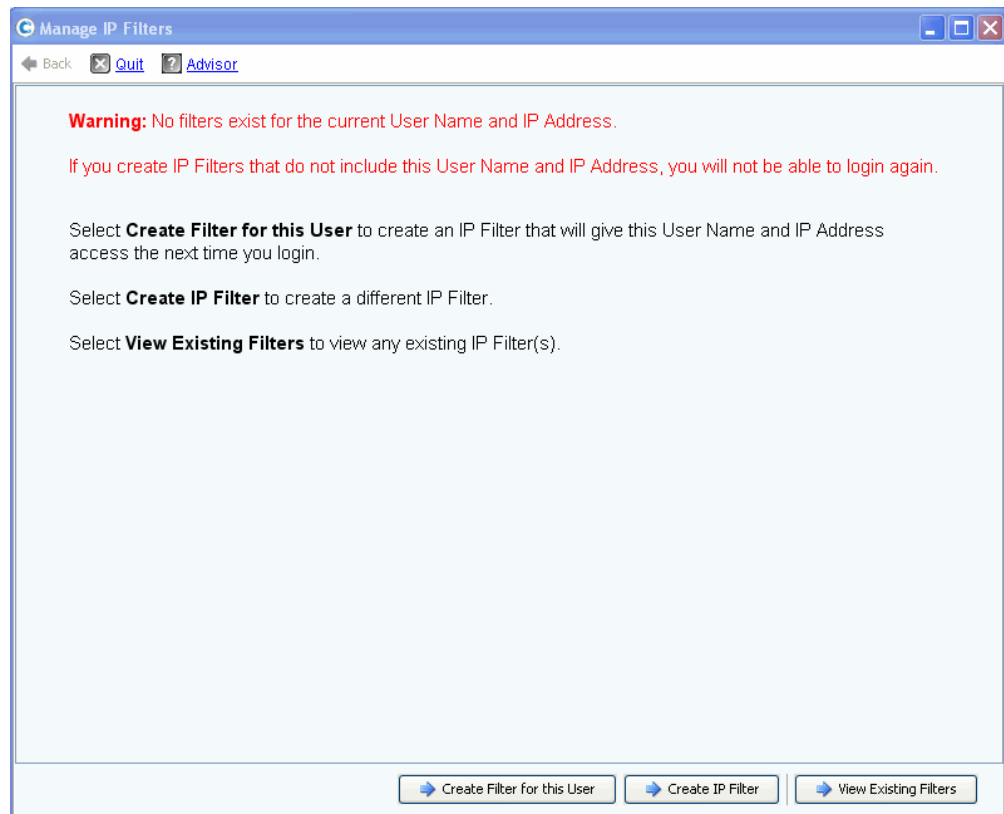 Manage IP Filters
Back Quit Advisor
Warning: No filters exist for the current User Name and IP Address.
If you create IP Filters that do not include this User Name and IP Address, you will not be able to login again.
Select Create Filter for this User to create an IP Filter that will give this User Name and IP Address
access the next time you login.
Select Create IP Filter to create a different IP Filter.
Select View Existing Filters to view any existing IP Filter(s).
Create Filter for this User Create IP Filter View Existing Filters